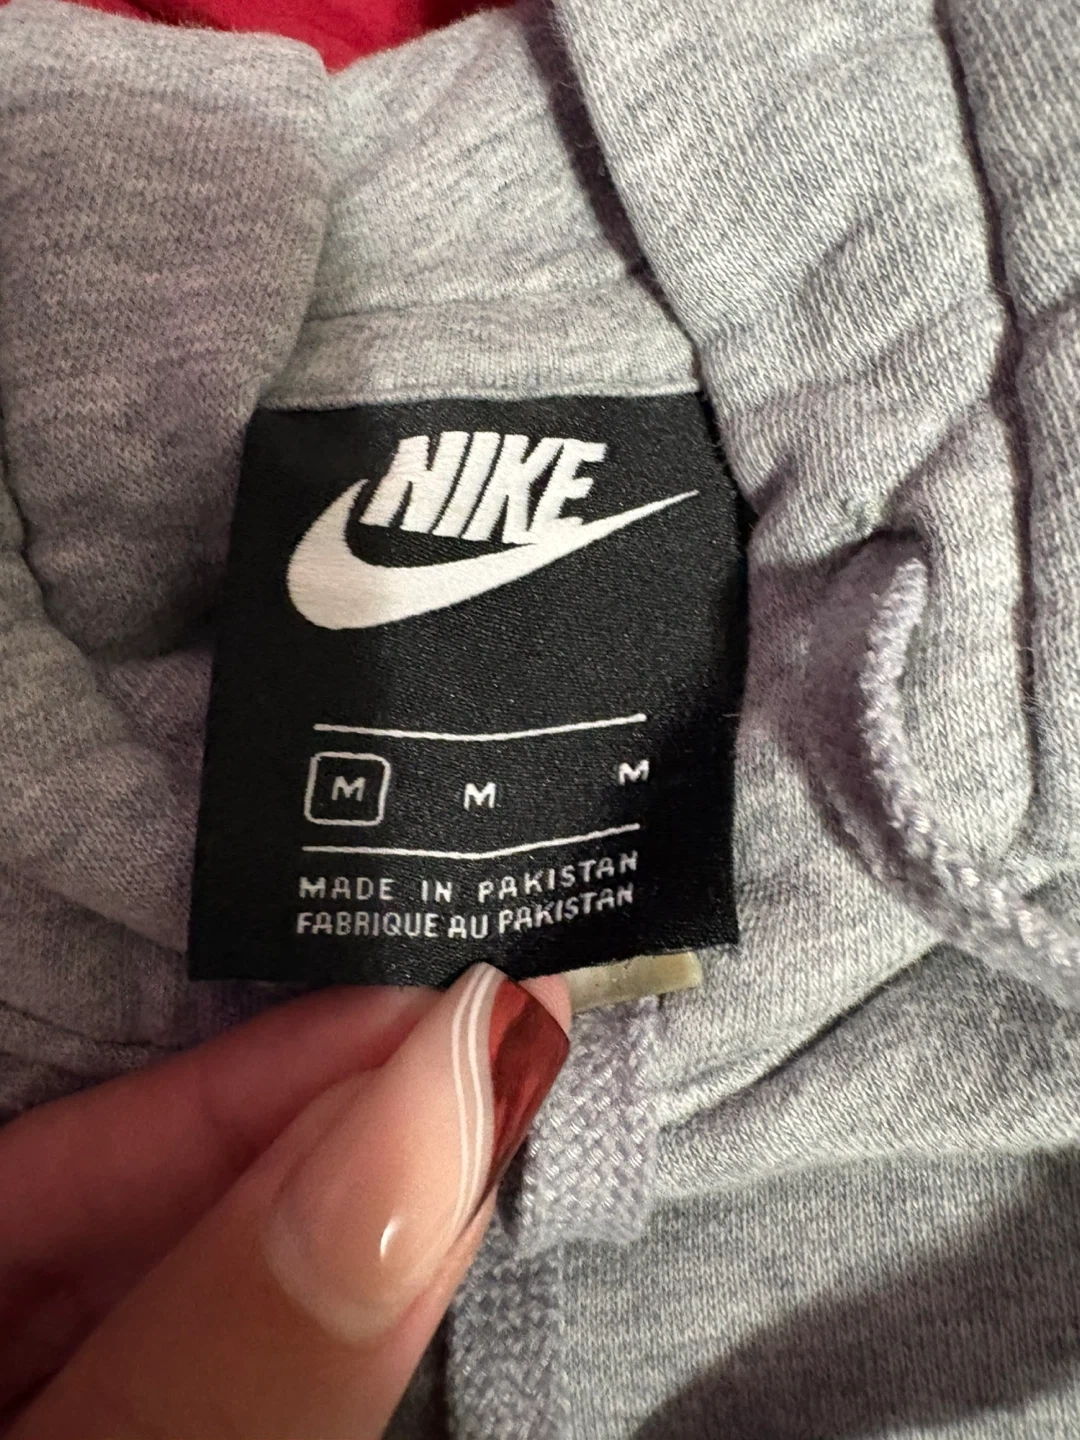 NIKE
M M M
MADE IN PAKISTAN
FABRIQUE AU PAKISTAN